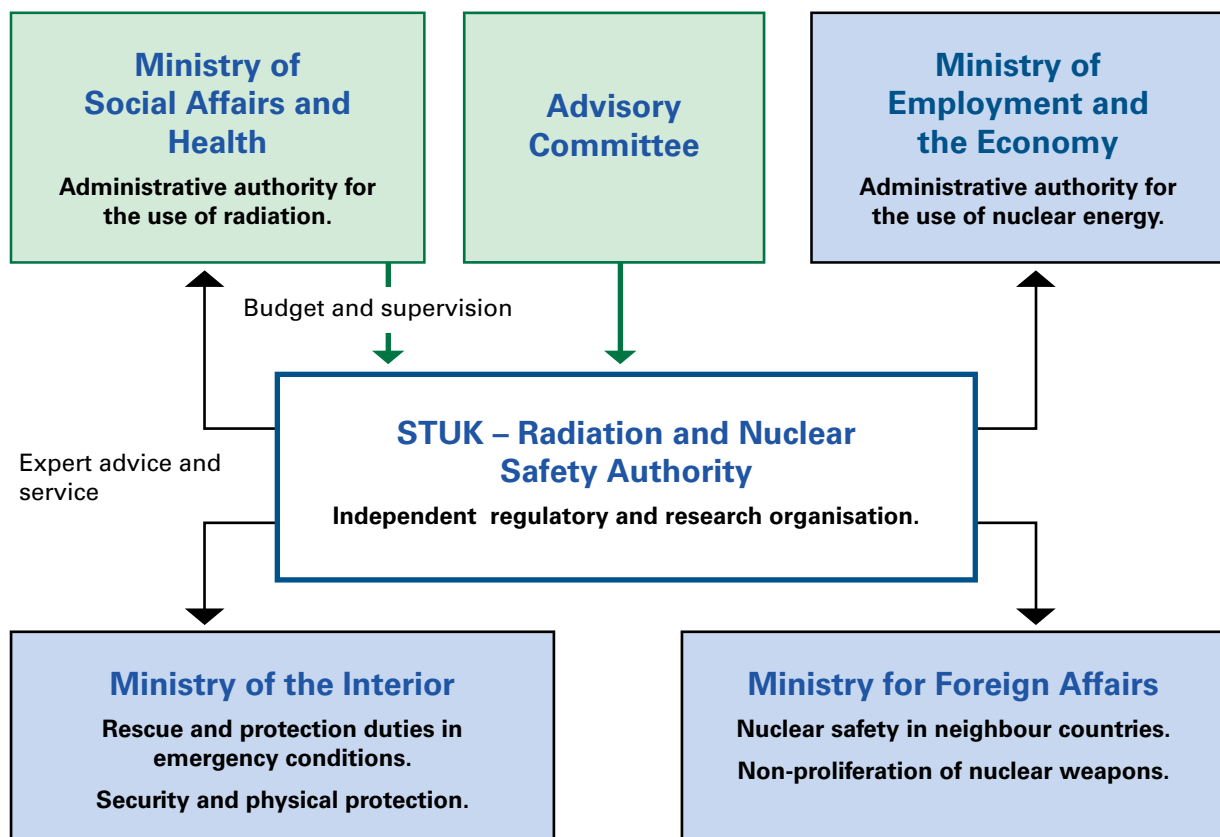 Ministry of
Social Affairs and
Health
Administrative authority for
the use of radiation.
Advisory
Committee
Ministry of
Employment and
the Economy
Administrative authority for
the use of nuclear energy.
Budget and supervision
STUK – Radiation and Nuclear
Safety Authority
Independent regulatory and research organisation.
Expert advice and
service
Ministry of the Interior
Rescue and protection duties in
emergency conditions.
Security and physical protection.
Ministry for Foreign Affairs
Nuclear safety in neighbour countries.
Non-proliferation of nuclear weapons.